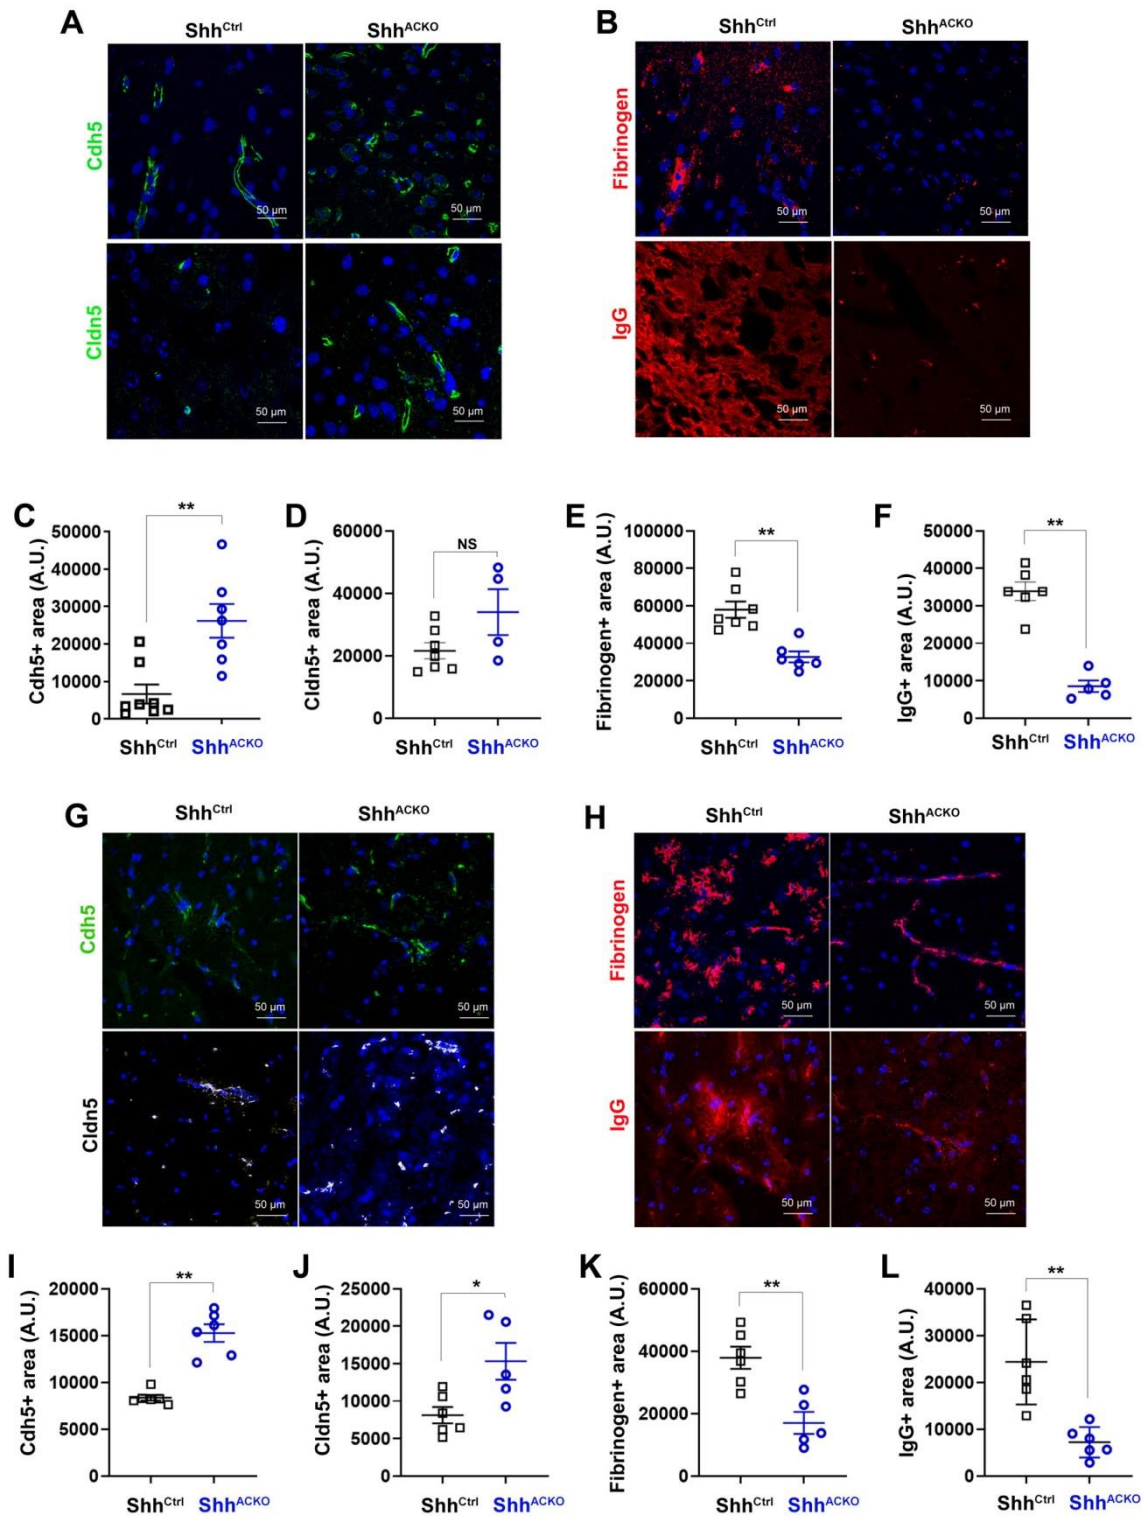 A
Shh^Ctrl
Shh^ACKO
B
Shh^Ctrl
Shh^ACKO
Cdh5
50 µm
50 µm
Fibrinogen
50 µm
50 µm
Cldn5
50 µm
50 µm
IgG
50 µm
50 µm
C
Cdh5+ area (A.U.)
50000
40000
30000
20000
10000
0
**
Shh^Ctrl
Shh^ACKO
D
Cldn5+ area (A.U.)
60000
40000
20000
0
NS
Shh^Ctrl
Shh^ACKO
E
Fibrinogen+ area (A.U.)
100000
80000
60000
40000
20000
0
**
Shh^Ctrl
Shh^ACKO
F
IgG+ area (A.U.)
50000
40000
30000
20000
10000
0
**
Shh^Ctrl
Shh^ACKO
G
Shh^Ctrl
Shh^ACKO
H
Shh^Ctrl
Shh^ACKO
Cdh5
50 µm
50 µm
Fibrinogen
50 µm
50 µm
Cldn5
50 µm
50 µm
IgG
50 µm
50 µm
I
Cdh5+ area (A.U.)
20000
15000
10000
5000
0
**
Shh^Ctrl
Shh^ACKO
J
Cldn5+ area (A.U.)
25000
20000
15000
10000
5000
0
*
Shh^Ctrl
Shh^ACKO
K
Fibrinogen+ area (A.U.)
60000
40000
20000
0
**
Shh^Ctrl
Shh^ACKO
L
IgG+ area (A.U.)
40000
30000
20000
10000
0
**
Shh^Ctrl
Shh^ACKO